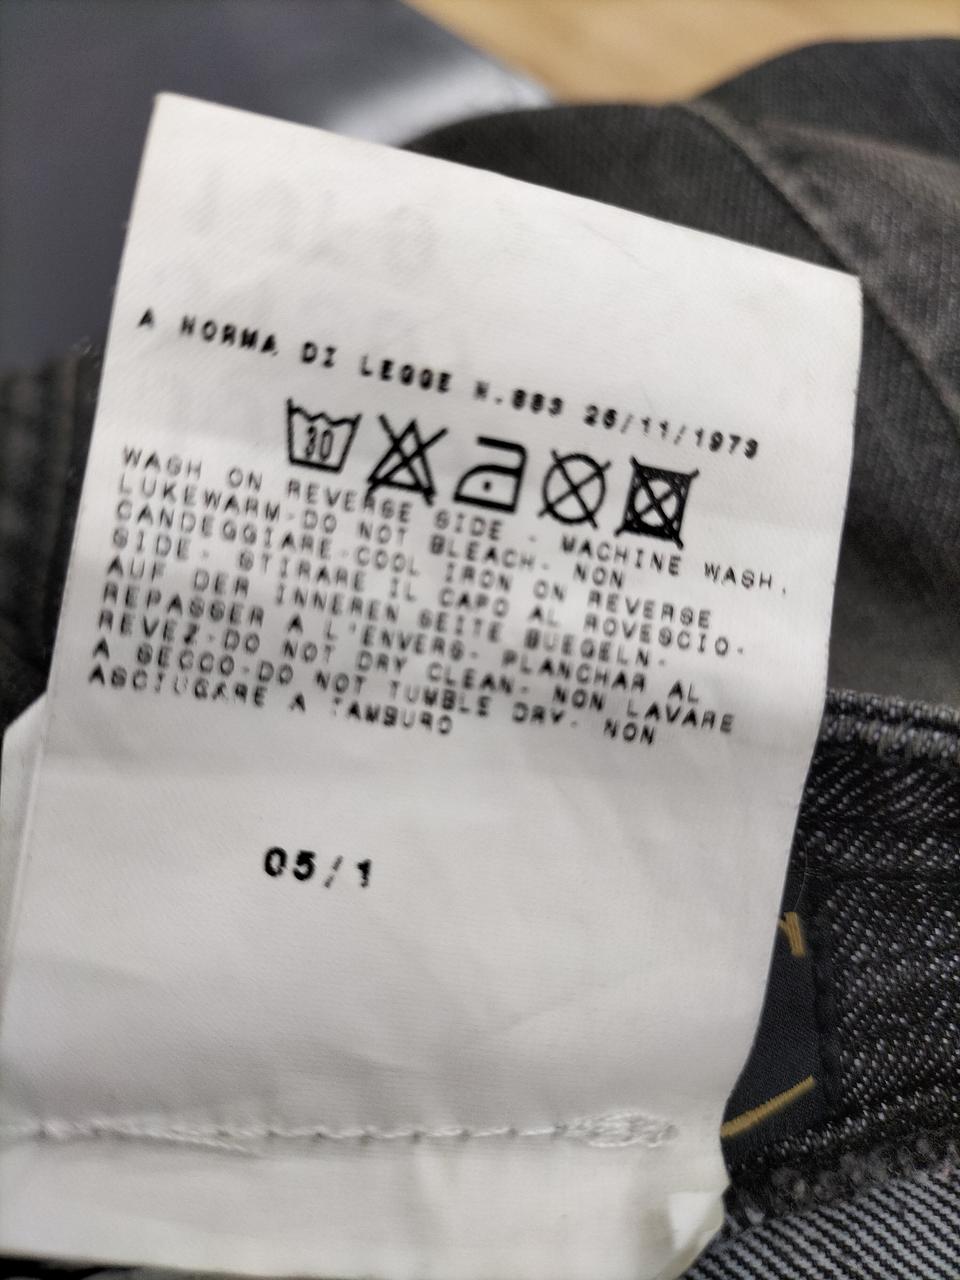 A NORMA DI LEGGE N.883 26/11/1973
30
WASH ON REVERSE SIDE - MACHINE WASH,
LUKEWARM-DO NOT BLEACH- NON
CANDEGGIARE-COOL IRON ON REVERSE
SIDE- STIRARE IL CAPO AL ROVESCIO-
AUF DER INNEREN SEITE BUEGELN-
REPASSER A L'ENVERS- PLANCHAR AL
REVEZ-DO NOT DRY CLEAN- NON LAVARE
A SECCO-DO NOT TUMBLE DRY- NON
ASCIUGARE A TAMBURO
05/1